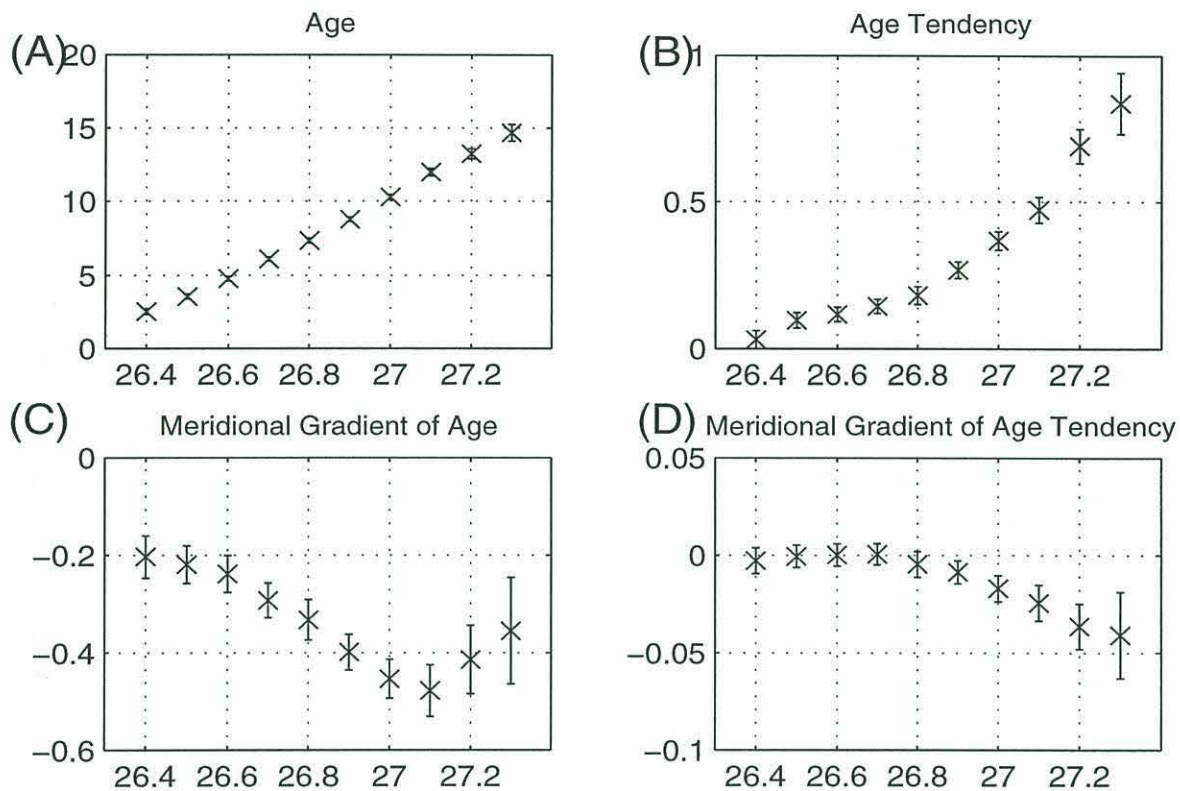 (A)
Age
20
15
10
5
0
26.4 26.6 26.8 27 27.2
(B)
Age Tendency
1
0.5
0
26.4 26.6 26.8 27 27.2
(C)
Meridional Gradient of Age
0
−0.2
−0.4
−0.6
26.4 26.6 26.8 27 27.2
(D)
Meridional Gradient of Age Tendency
0.05
0
−0.05
−0.1
26.4 26.6 26.8 27 27.2